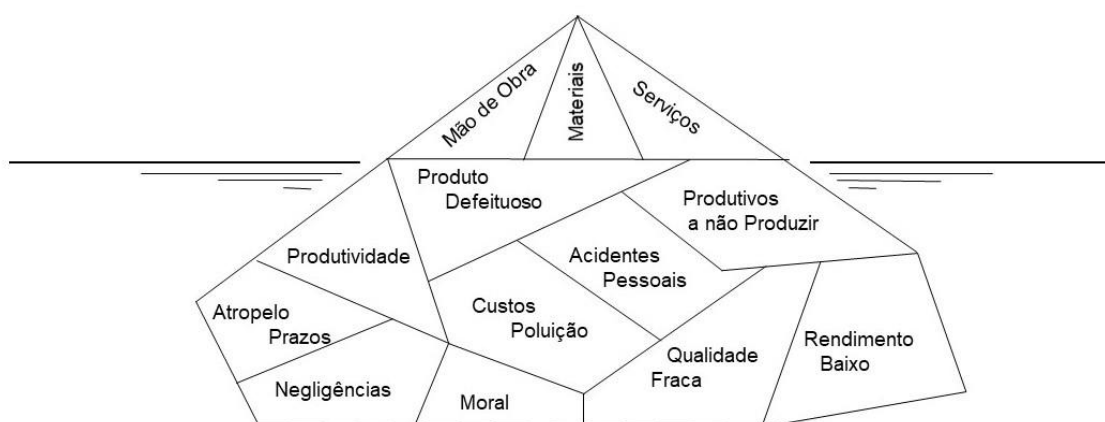 Mão de Obra
Materiais
Serviços
Produto
Defeituoso
Produtivos
a não Produzir
Produtividade
Acidentes
Pessoais
Atropelo
Prazos
Custos
Poluição
Qualidade
Fraca
Rendimento
Baixo
Negligências
Moral